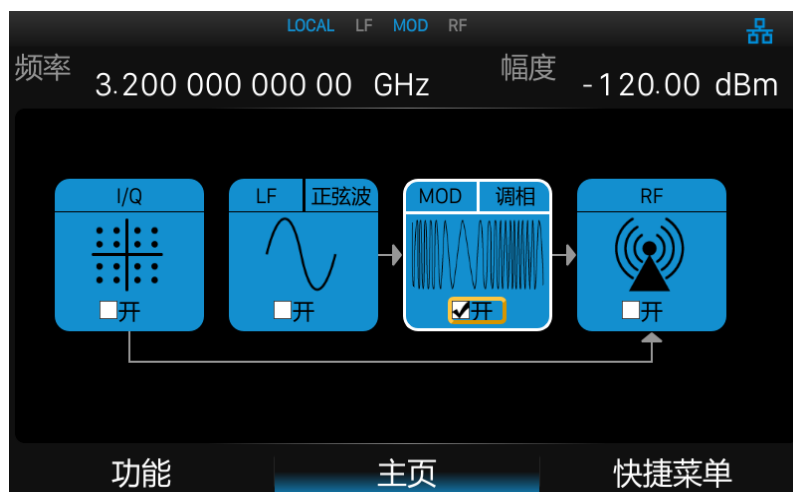 LOCAL LF MOD RF
频率 3.200 000 000 00 GHz 幅度 -120.00 dBm
I/Q LF 正弦波 MOD 调相 RF
开 开 开 开
功能 主页 快捷菜单